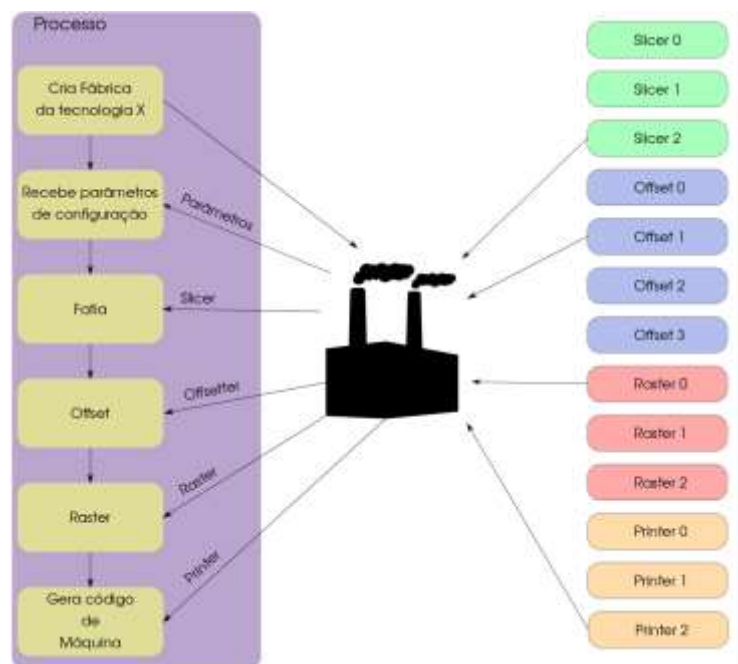 Processo
Cria Fábrica
da tecnologia X
Recebe parâmetros
de configuração
Fatia
Offset
Raster
Gera código
de
Máquina
Parâmetros
Slicer
Offsetter
Raster
Printer
Slicer 0
Slicer 1
Slicer 2
Offset 0
Offset 1
Offset 2
Offset 3
Raster 0
Raster 1
Raster 2
Printer 0
Printer 1
Printer 2